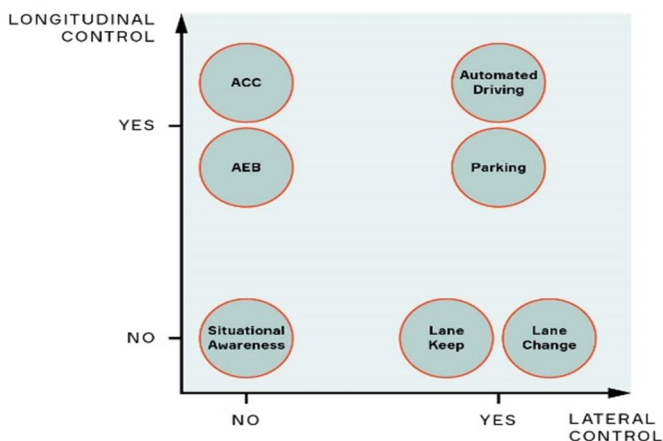 LONGITUDINAL
CONTROL
ACC
Automated
Driving
YES
AEB
Parking
NO
Situational
Awareness
Lane
Keep
Lane
Change
NO
YES
LATERAL
CONTROL